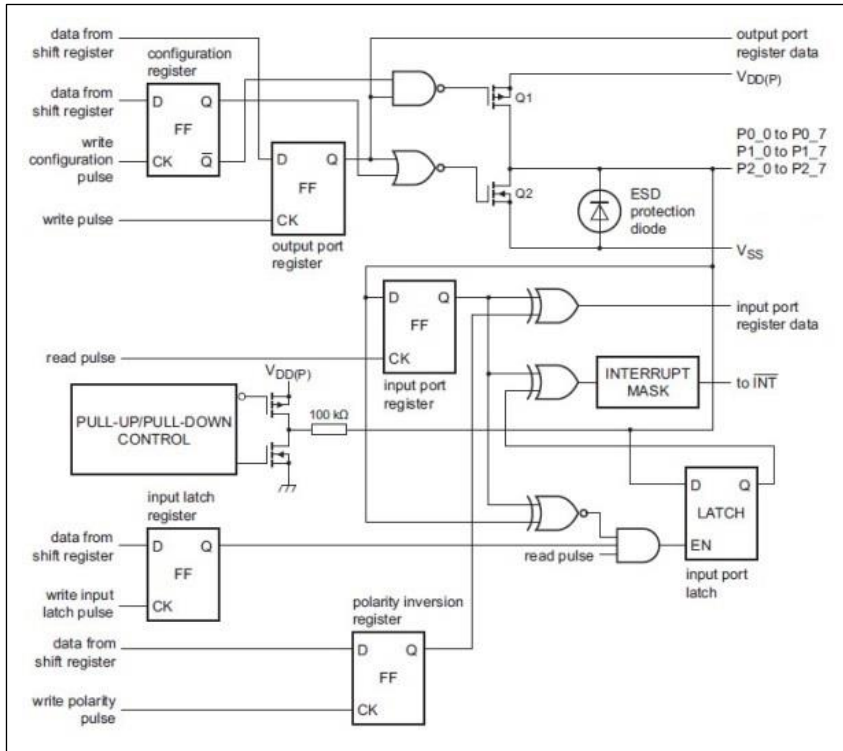 data from
shift register
configuration
register
data from
shift register
D
Q
FF
write
configuration
pulse
CK
Q̅
D
Q
FF
write pulse
CK
output port
register
Q1
Q2
output port
register data
VDD(P)
P0_0 to P0_7
P1_0 to P1_7
P2_0 to P2_7
ESD
protection
diode
VSS
D
Q
FF
read pulse
CK
input port
register
input port
register data
INTERRUPT
MASK
to I̅N̅T̅
VDD(P)
PULL-UP/PULL-DOWN
CONTROL
100 kΩ
D
Q
LATCH
EN
input port
latch
read pulse
input latch
register
data from
shift register
D
Q
FF
write input
latch pulse
CK
polarity inversion
register
data from
shift register
D
Q
FF
write polarity
pulse
CK